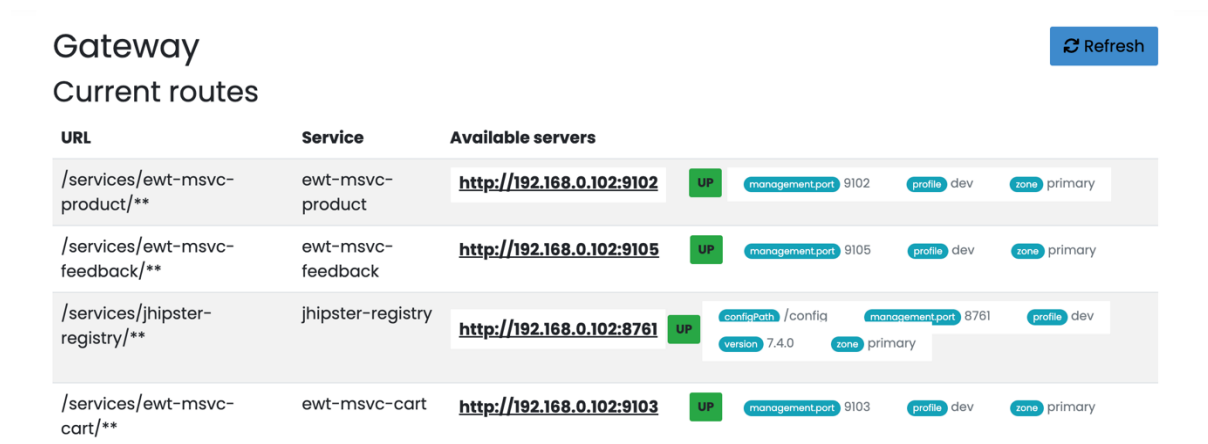 Gateway
Refresh
Current routes
URL Service Available servers
/services/ewt-msvc- ewt-msvc- http://192.168.0.102:9102 UP management.port 9102 profile dev zone primary
product/** product
/services/ewt-msvc- ewt-msvc- http://192.168.0.102:9105 UP management.port 9105 profile dev zone primary
feedback/** feedback
/services/jhipster- jhipster-registry http://192.168.0.102:8761 UP configPath /config management.port 8761 profile dev
registry/** version 7.4.0 zone primary
/services/ewt-msvc- ewt-msvc-cart http://192.168.0.102:9103 UP management.port 9103 profile dev zone primary
cart/**